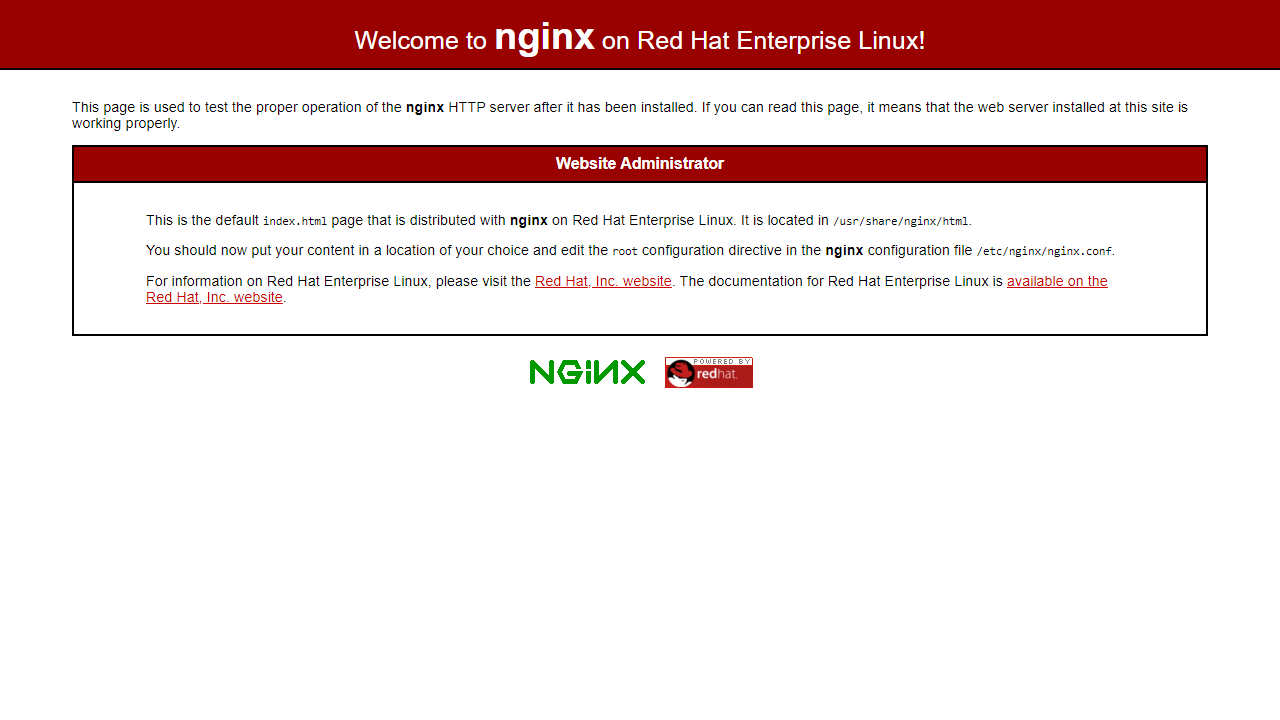 Welcome to nginx on Red Hat Enterprise Linux!
This page is used to test the proper operation of the nginx HTTP server after it has been installed. If you can read this page, it means that the web server installed at this site is
working properly.
Website Administrator
This is the default index.html page that is distributed with nginx on Red Hat Enterprise Linux. It is located in /usr/share/nginx/html.
You should now put your content in a location of your choice and edit the root configuration directive in the nginx configuration file /etc/nginx/nginx.conf.
For information on Red Hat Enterprise Linux, please visit the Red Hat, Inc. website. The documentation for Red Hat Enterprise Linux is available on the
Red Hat, Inc. website.
NGiNX
POWERED BY
redhat.